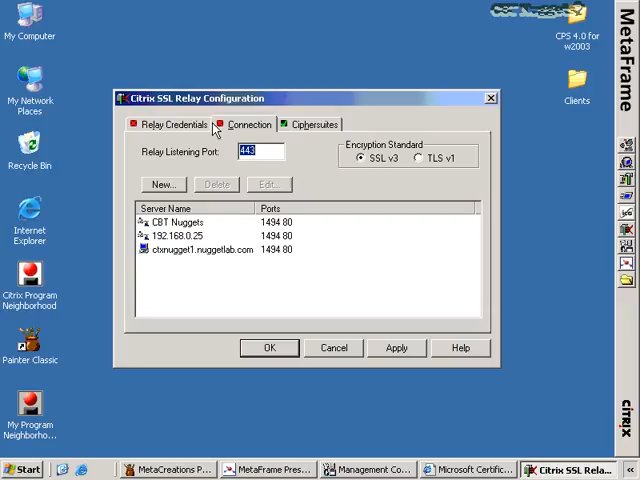 CBT Nuggets
My Computer
CPS 4.0 for
w2003
MetaFrame
My Network
Places
Clients
Recycle Bin
Internet
Explorer
Citrix Program
Neighborhood
Painter Classic
My Program
Neighborho...
CITRIX
Citrix SSL Relay Configuration
Relay Credentials
Connection
Ciphersuites
Relay Listening Port:
443
Encryption Standard
SSL v3
TLS v1
New...
Delete
Edit...
Server Name
Ports
CBT Nuggets
1494 80
192.168.0.25
1494 80
ctxnugget1.nuggetlab.com
1494 80
OK
Cancel
Apply
Help
Start
MetaCreations P...
MetaFrame Pres...
Management Co...
Microsoft Certific...
Citrix SSL Rela...